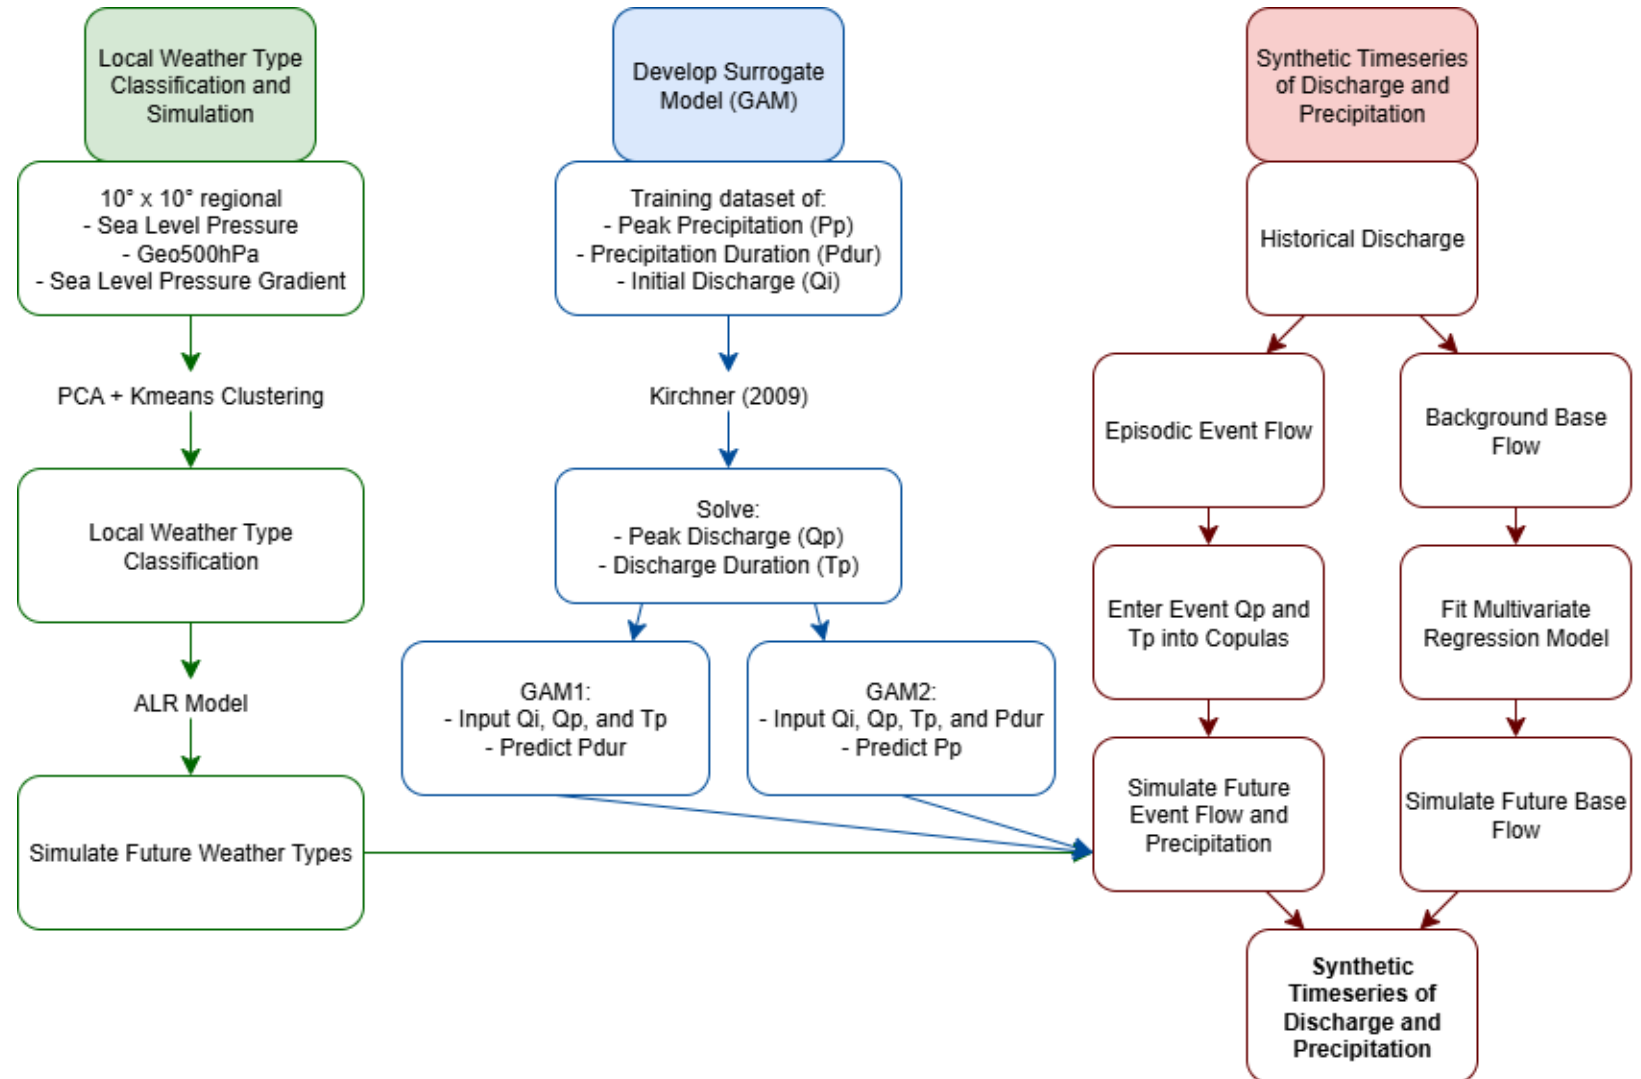 Local Weather Type
Classification and
Simulation
10° x 10° regional
- Sea Level Pressure
- Geo500hPa
- Sea Level Pressure Gradient
PCA + Kmeans Clustering
Local Weather Type
Classification
ALR Model
Simulate Future Weather Types
Develop Surrogate
Model (GAM)
Training dataset of:
- Peak Precipitation (Pp)
- Precipitation Duration (Pdur)
- Initial Discharge (Qi)
Kirchner (2009)
Solve:
- Peak Discharge (Qp)
- Discharge Duration (Tp)
GAM1:
- Input Qi, Qp, and Tp
- Predict Pdur
GAM2:
- Input Qi, Qp, Tp, and Pdur
- Predict Pp
Synthetic Timeseries
of Discharge and
Precipitation
Historical Discharge
Episodic Event Flow
Enter Event Qp and
Tp into Copulas
Simulate Future
Event Flow and
Precipitation
Background Base
Flow
Fit Multivariate
Regression Model
Simulate Future Base
Flow
Synthetic
Timeseries of
Discharge and
Precipitation